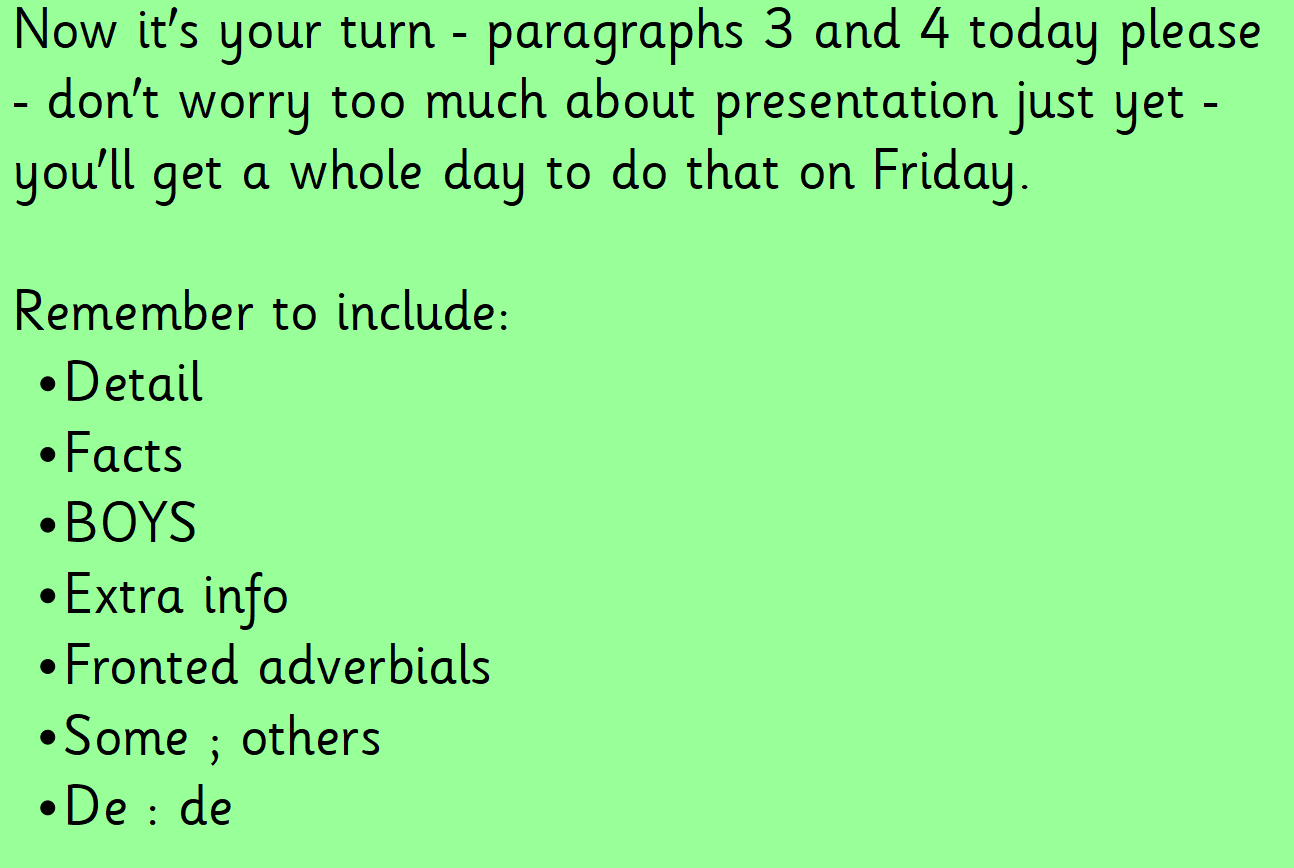 Now it's your turn - paragraphs 3 and 4 today please
- don't worry too much about presentation just yet -
you'll get a whole day to do that on Friday.
Remember to include:
•Detail
•Facts
•BOYS
•Extra info
•Fronted adverbials
•Some ; others
•De : de